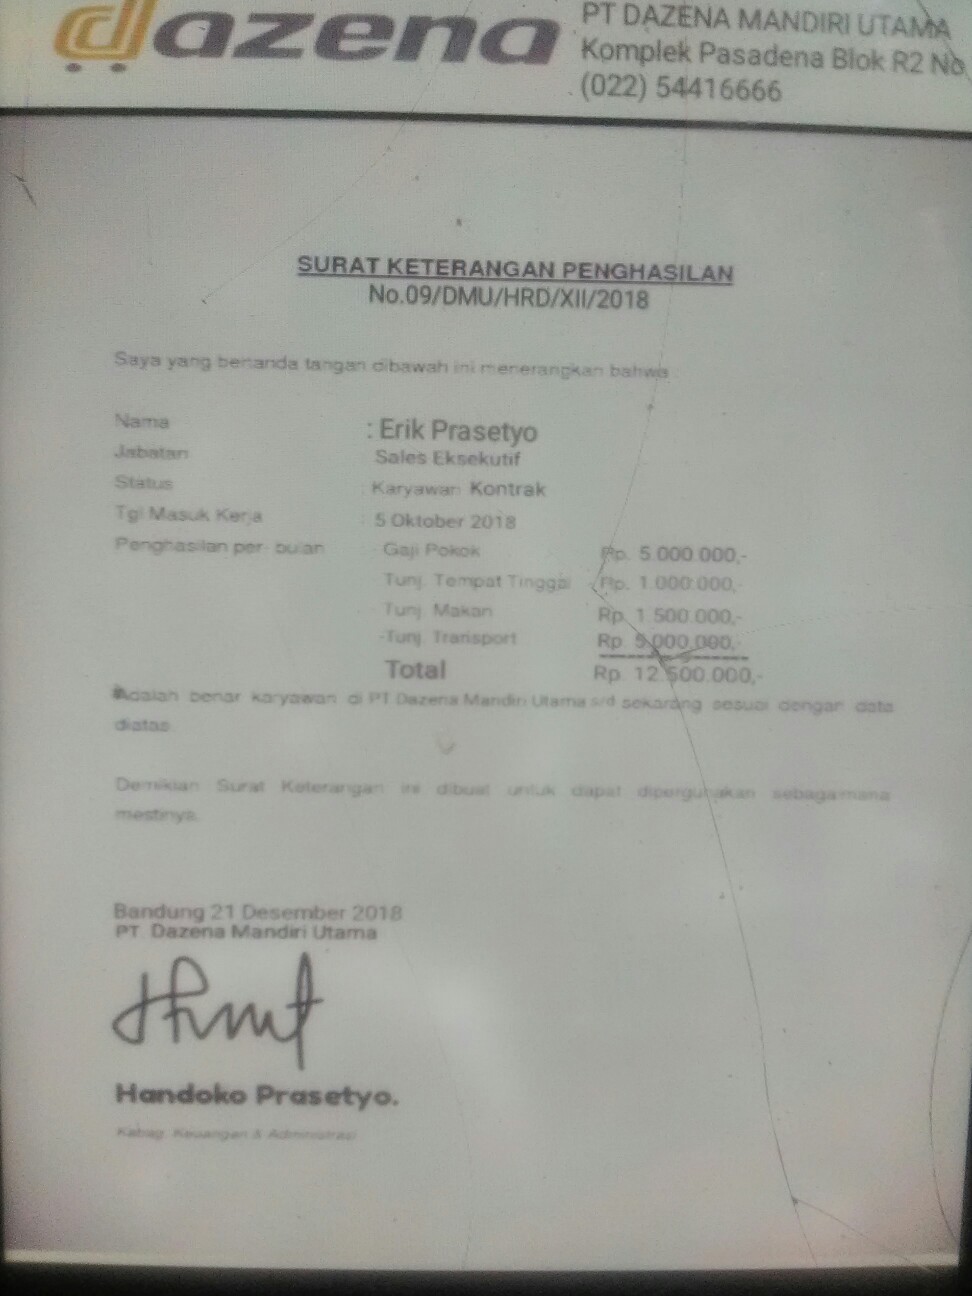 dazena
PT DAZENA MANDIRI UTAMA
Komplek Pasadena Blok R2 No
(022) 54416666
SURAT KETERANGAN PENGHASILAN
No.09/DMU/HRD/XII/2018
Saya yang bertanda tangan dibawah ini menerangkan bahwa
Nama : Erik Prasetyo
Jabatan Sales Eksekutif
Status : Karyawan Kontrak
Tgl Masuk Kerja : 5 Oktober 2018
Penghasilan per- bulan Gaji Pokok Rp. 5.000.000,-
Tunj. Tempat Tinggal Rp. 1.000.000,-
Tunj. Makan Rp. 1.500.000,-
-Tunj. Transport Rp 5,000,000,-
Total Rp. 12.500.000,-
Adalah benar karyawan di PT Dazena Mandiri Utama s/d sekarang sesuai dengan data
diatas.
Demikian Surat Keterangan ini dibuat untuk dapat dipergunakan sebagaimana
mestinya.
Bandung 21 Desember 2018
PT. Dazena Mandiri Utama
Handoko Prasetyo.
Kabag. Keuangan & Administrasi